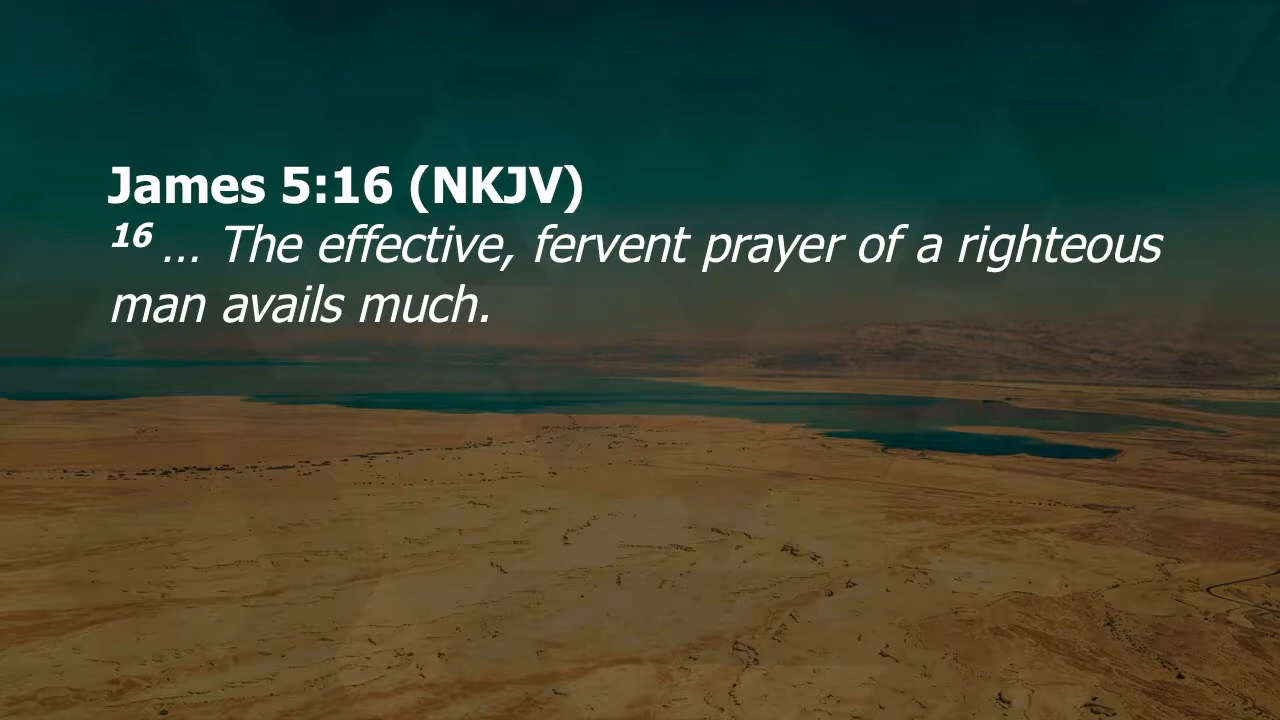 James 5:16 (NKJV)
16 … The effective, fervent prayer of a righteous
man avails much.